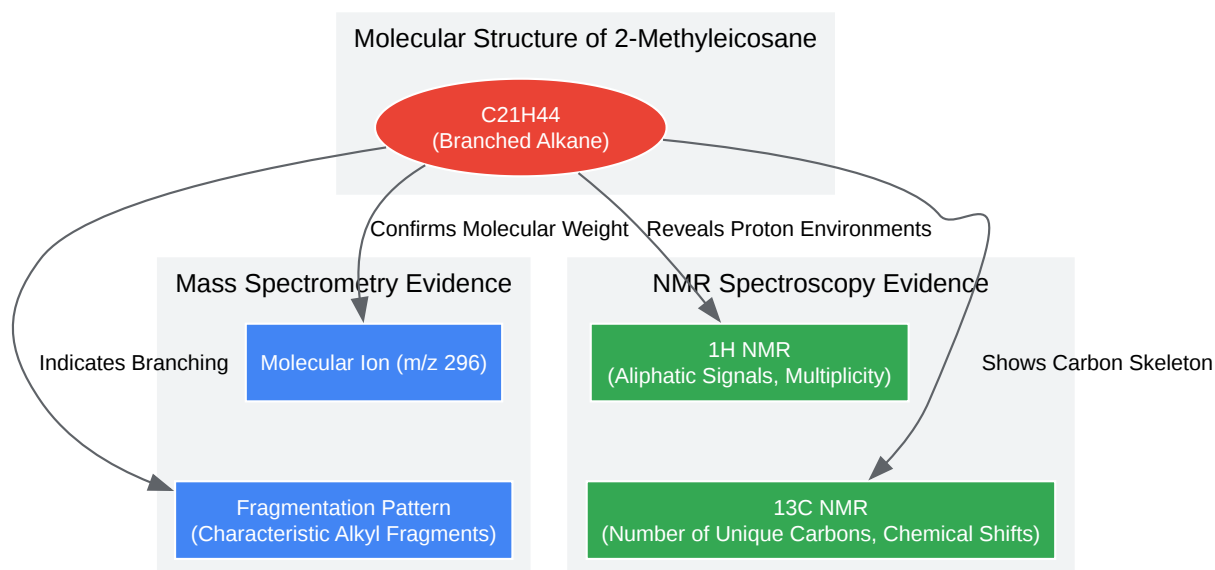 Molecular Structure of 2-Methyleicosane
C21H44
(Branched Alkane)
Confirms Molecular Weight
Reveals Proton Environments
Mass Spectrometry Evidence
NMR Spectroscopy Evidence
Indicates Branching
Molecular Ion (m/z 296)
1H NMR
(Aliphatic Signals, Multiplicity)
Shows Carbon Skeleton
Fragmentation Pattern
(Characteristic Alkyl Fragments)
13C NMR
(Number of Unique Carbons, Chemical Shifts)